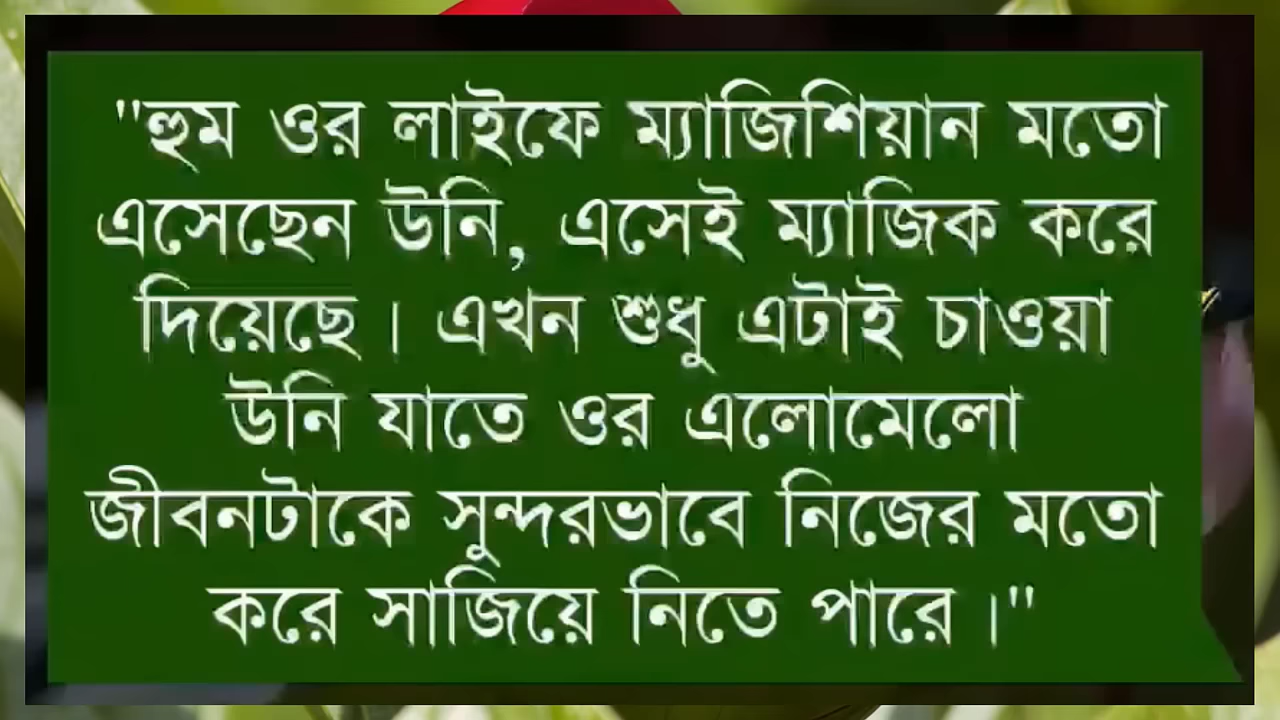 "হুম ওর লাইফে ম্যাজিশিয়ান মতো
এসেছেন উনি, এসেই ম্যাজিক করে
দিয়েছে। এখন শুধু এটাই চাওয়া
উনি যাতে ওর এলোমেলো
জীবনটাকে সুন্দরভাবে নিজের মতো
করে সাজিয়ে নিতে পারে।"